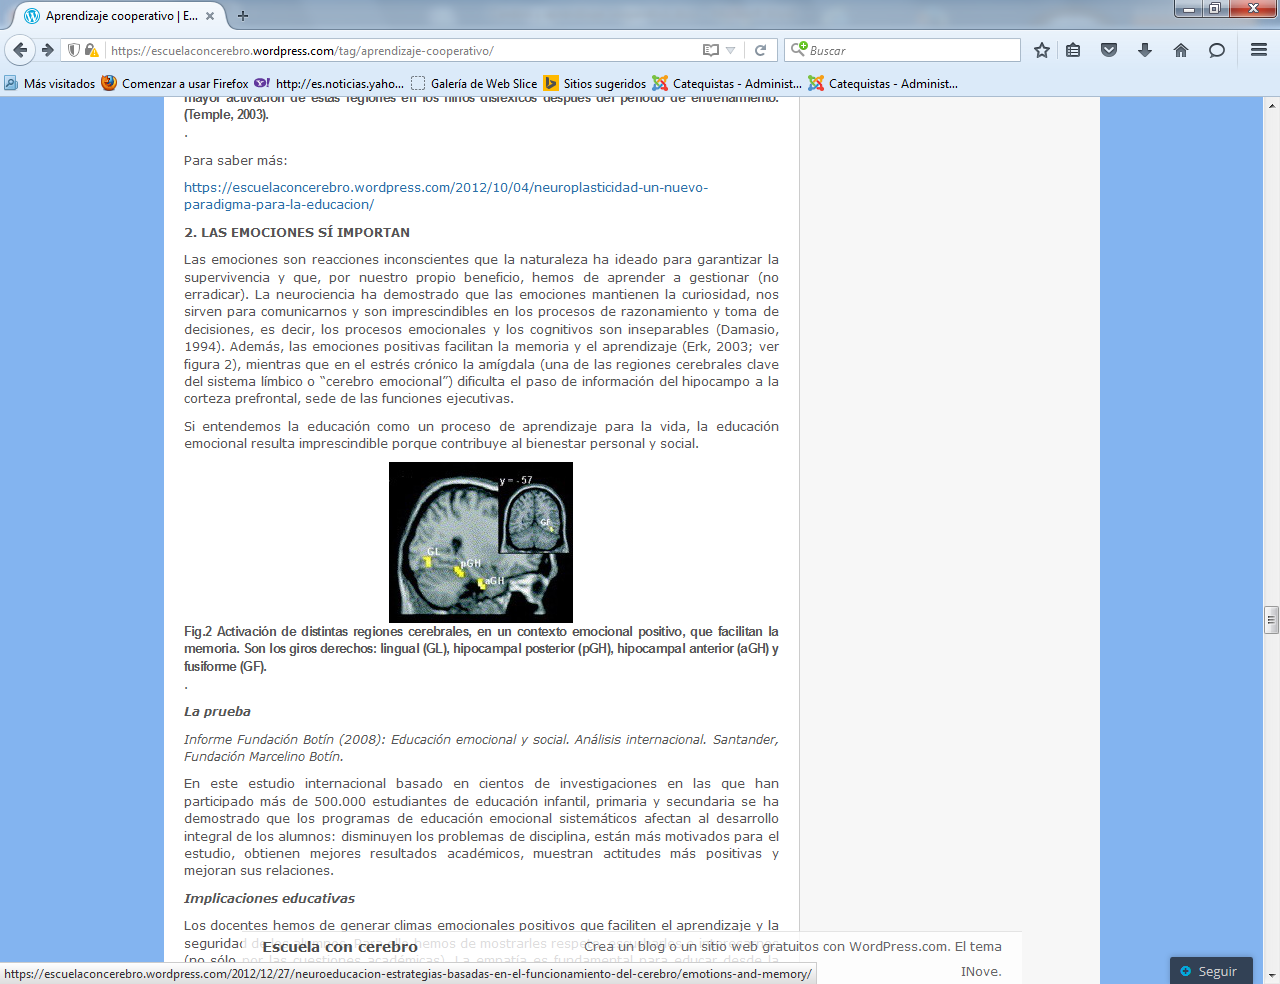 Aprendizaje cooperativo | E...
https://escuelaconcerebro.wordpress.com/tag/aprendizaje-cooperativo/
Buscar
Más visitados
Comenzar a usar Firefox
http://es.noticias.yaho...
Galería de Web Slice
Sitios sugeridos
Catequistas - Administ...
Catequistas - Administ...
mayor activación de estas regiones en los niños disléxicos después del periodo de entrenamiento.
(Temple, 2003).
.
Para saber más:
https://escuelaconcerebro.wordpress.com/2012/10/04/neuroplasticidad-un-nuevo-
paradigma-para-la-educacion/
2. LAS EMOCIONES SÍ IMPORTAN
Las emociones son reacciones inconscientes que la naturaleza ha ideado para garantizar la
supervivencia y que, por nuestro propio beneficio, hemos de aprender a gestionar (no
erradicar). La neurociencia ha demostrado que las emociones mantienen la curiosidad, nos
sirven para comunicarnos y son imprescindibles en los procesos de razonamiento y toma de
decisiones, es decir, los procesos emocionales y los cognitivos son inseparables (Damasio,
1994). Además, las emociones positivas facilitan la memoria y el aprendizaje (Erk, 2003; ver
figura 2), mientras que en el estrés crónico la amígdala (una de las regiones cerebrales clave
del sistema límbico o “cerebro emocional”) dificulta el paso de información del hipocampo a la
corteza prefrontal, sede de las funciones ejecutivas.
Si entendemos la educación como un proceso de aprendizaje para la vida, la educación
emocional resulta imprescindible porque contribuye al bienestar personal y social.
y = - 57
GF
GL
pGH
aGH
Fig.2 Activación de distintas regiones cerebrales, en un contexto emocional positivo, que facilitan la
memoria. Son los giros derechos: lingual (GL), hipocampal posterior (pGH), hipocampal anterior (aGH) y
fusiforme (GF).
.
La prueba
Informe Fundación Botín (2008): Educación emocional y social. Análisis internacional. Santander,
Fundación Marcelino Botín.
En este estudio internacional basado en cientos de investigaciones en las que han
participado más de 500.000 estudiantes de educación infantil, primaria y secundaria se ha
demostrado que los programas de educación emocional sistemáticos afectan al desarrollo
integral de los alumnos: disminuyen los problemas de disciplina, están más motivados para el
estudio, obtienen mejores resultados académicos, muestran actitudes más positivas y
mejoran sus relaciones.
Implicaciones educativas
Los docentes hemos de generar climas emocionales positivos que faciliten el aprendizaje y la
seguridad
(no sólo
Escuela con cerebro
Crea un blog o un sitio web gratuitos con WordPress.com. El tema
INove.
https://escuelaconcerebro.wordpress.com/2012/12/27/neuroeducacion-estrategias-basadas-en-el-funcionamiento-del-cerebro/emotions-and-memory/
Seguir